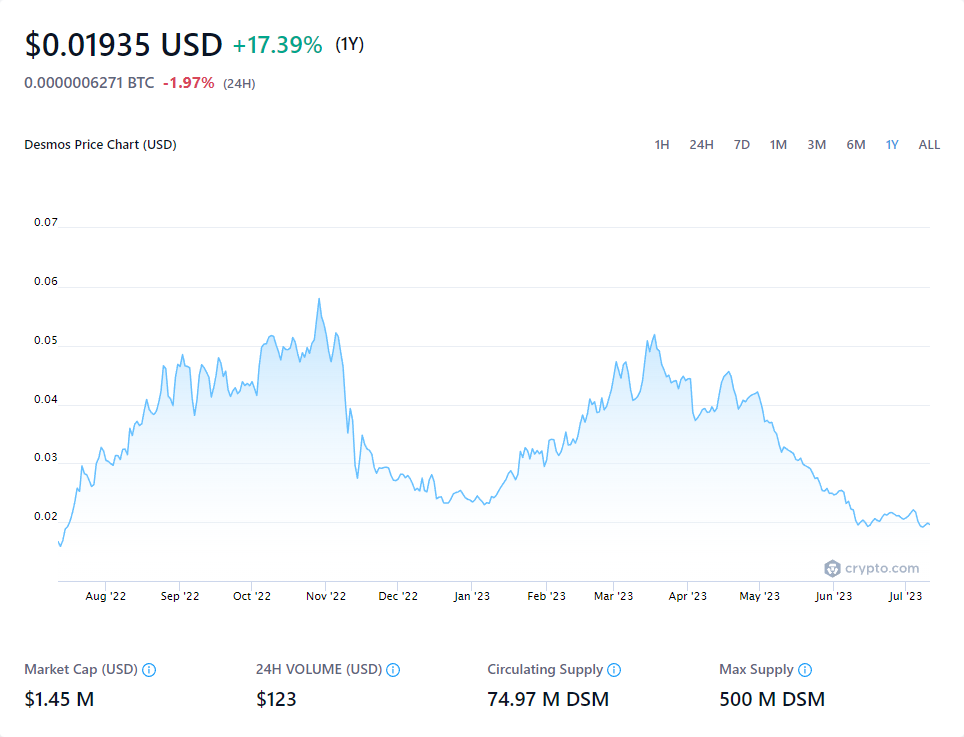 $0.01935 USD +17.39% (1Y)
0.0000006271 BTC -1.97% (24H)
Desmos Price Chart (USD) 1H 24H 7D 1M 3M 6M 1Y ALL
0.07
0.06
0.05
0.04
0.03
0.02
crypto.com
Aug '22 Sep '22 Oct '22 Nov '22 Dec '22 Jan '23 Feb '23 Mar '23 Apr '23 May '23 Jun '23 Jul '23
Market Cap (USD) 24H VOLUME (USD) Circulating Supply Max Supply
$1.45 M $123 74.97 M DSM 500 M DSM